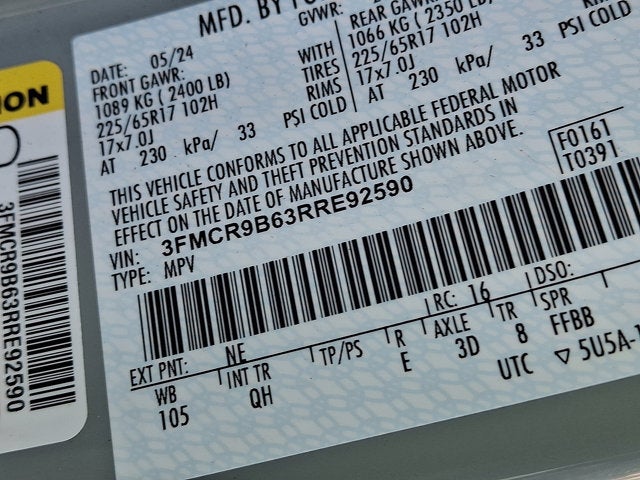 MFD. BY
GVWR:
DATE: 05/24
FRONT GAWR:
1089 KG ( 2400 LB)
225/65R17 102H
17x7.0J
AT 230 kPa/ 33 PSI COLD
WITH
TIRES
RIMS
REAR GAWR
1066 KG ( 2350 LB)
225/65R17 102H
17x7.0J
AT 230 kPa/ 33 PSI COLD
THIS VEHICLE CONFORMS TO ALL APPLICABLE FEDERAL MOTOR
VEHICLE SAFETY AND THEFT PREVENTION STANDARDS IN
EFFECT ON THE DATE OF MANUFACTURE SHOWN ABOVE.
VIN: 3FMCR9B63RRE92590
TYPE: MPV
F0161
T0391
EXT PNT: NE RC: 16 DSO:
WB INT TR TP/PS R AXLE TR SPR
105 QH E 3D 8 FFBB
UTC ▽ 5U5A-
ION
3FMCR9B63RRE92590